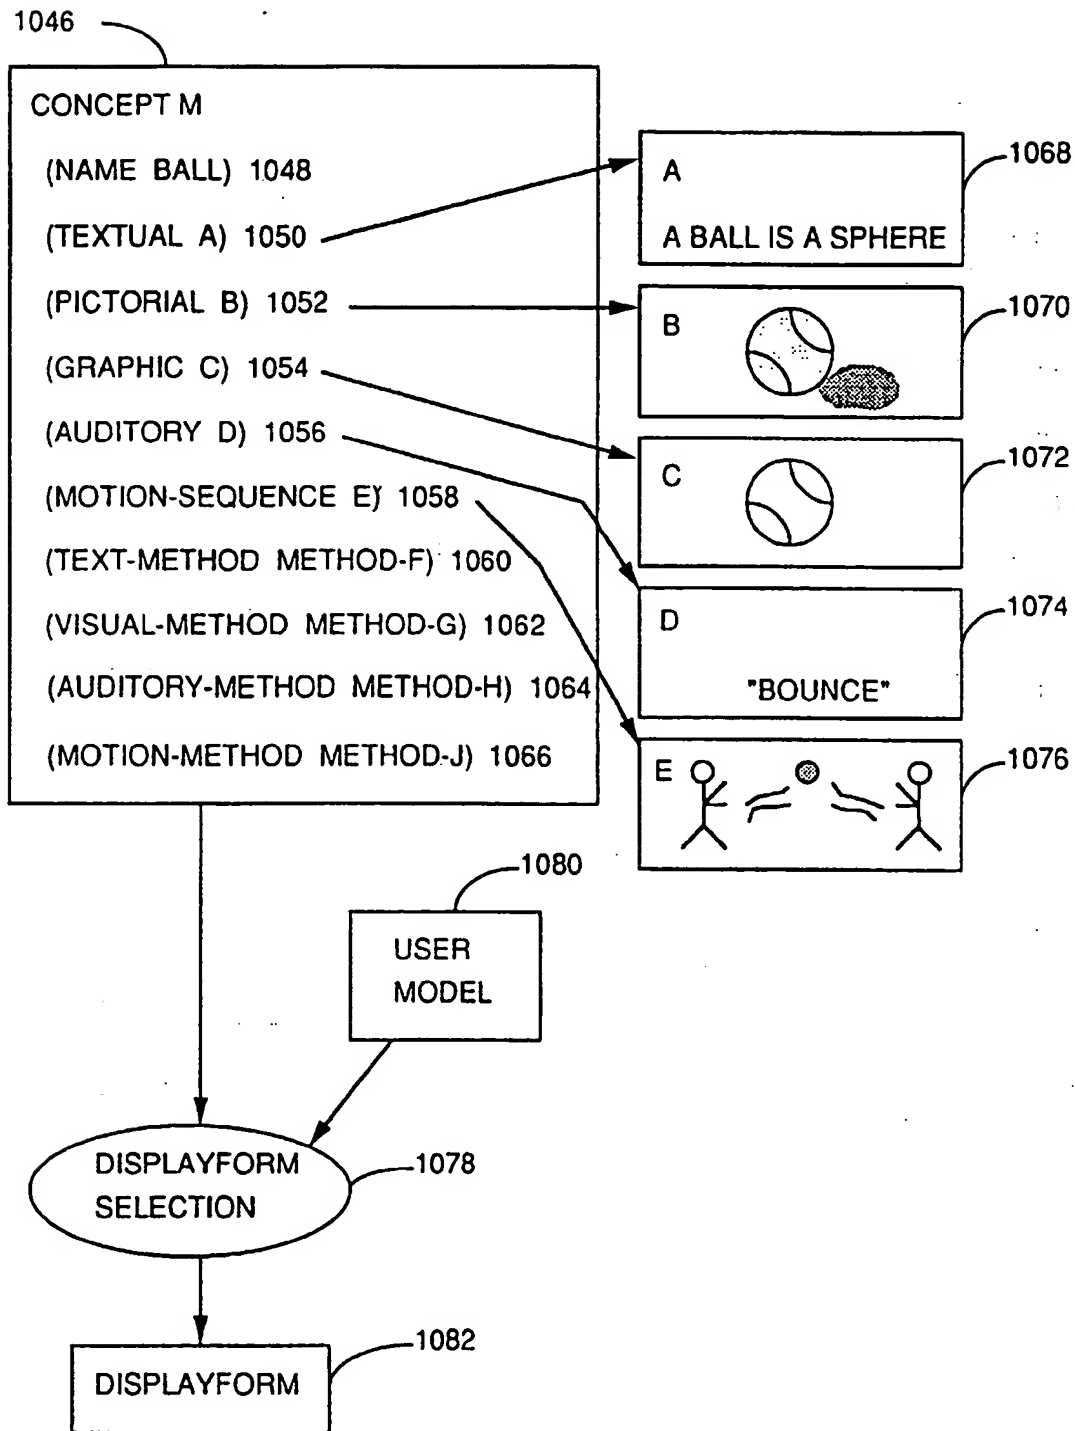 1046
CONCEPT M
(NAME BALL) 1048
(TEXTUAL A) 1050
(PICTORIAL B) 1052
(GRAPHIC C) 1054
(AUDITORY D) 1056
(MOTION-SEQUENCE E) 1058
(TEXT-METHOD METHOD-F) 1060
(VISUAL-METHOD METHOD-G) 1062
(AUDITORY-METHOD METHOD-H) 1064
(MOTION-METHOD METHOD-J) 1066
A
1068
A BALL IS A SPHERE
B
1070
C
1072
D
1074
"BOUNCE"
E
1076
1080
USER
MODEL
DISPLAYFORM
SELECTION
1078
1082
DISPLAYFORM